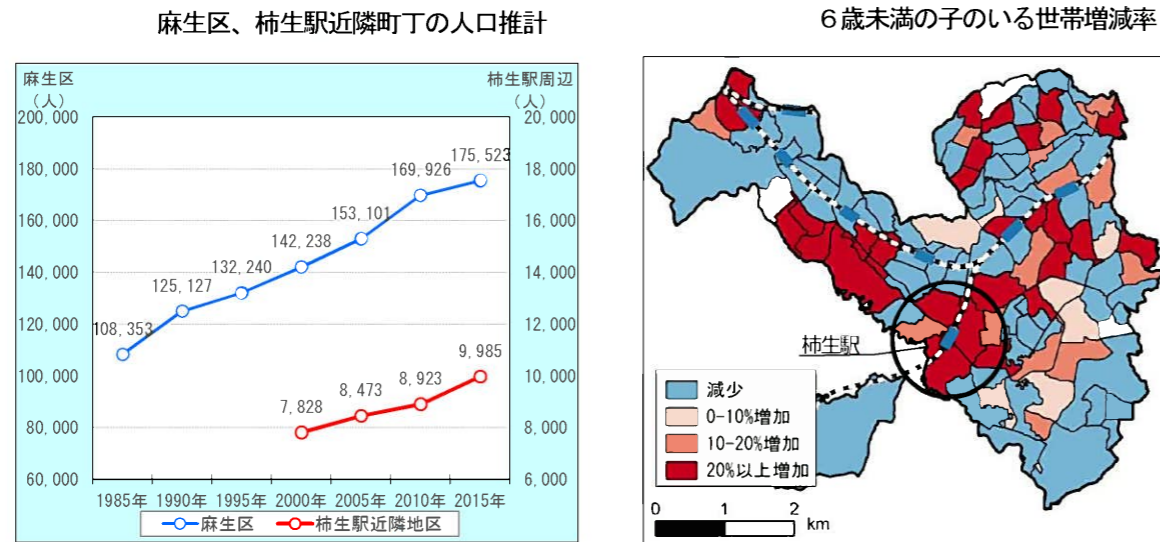 麻生区、柿生駅近隣町丁の人口推計
麻生区
（人）
柿生駅周辺
（人）
200,000
180,000
160,000
140,000
120,000
100,000
80,000
60,000
20,000
18,000
16,000
14,000
12,000
10,000
8,000
6,000
108,353
125,127
132,240
142,238
153,101
169,926
175,523
7,828
8,473
8,923
9,985
1985年 1990年 1995年 2000年 2005年 2010年 2015年
麻生区 柿生駅近隣地区
６歳未満の子のいる世帯増減率
柿生駅
減少
0-10%増加
10-20%増加
20%以上増加
0 1 2
km